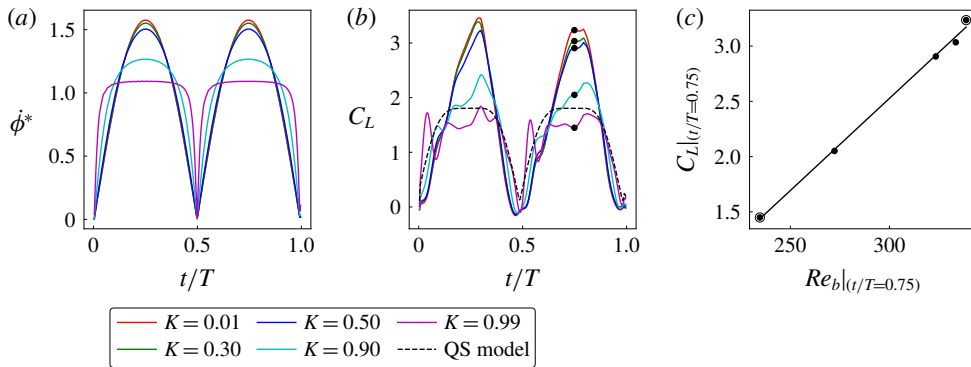 (a)
1.5
1.0
0.5
0
φ̇*
0
0.5
1.0
t/T
(b)
3
2
1
0
C_L
0
0.5
1.0
t/T
(c)
3.0
2.5
2.0
1.5
C_L|(t/T=0.75)
250
300
Re_b|(t/T=0.75)
K = 0.01
K = 0.50
K = 0.99
K = 0.30
K = 0.90
QS model